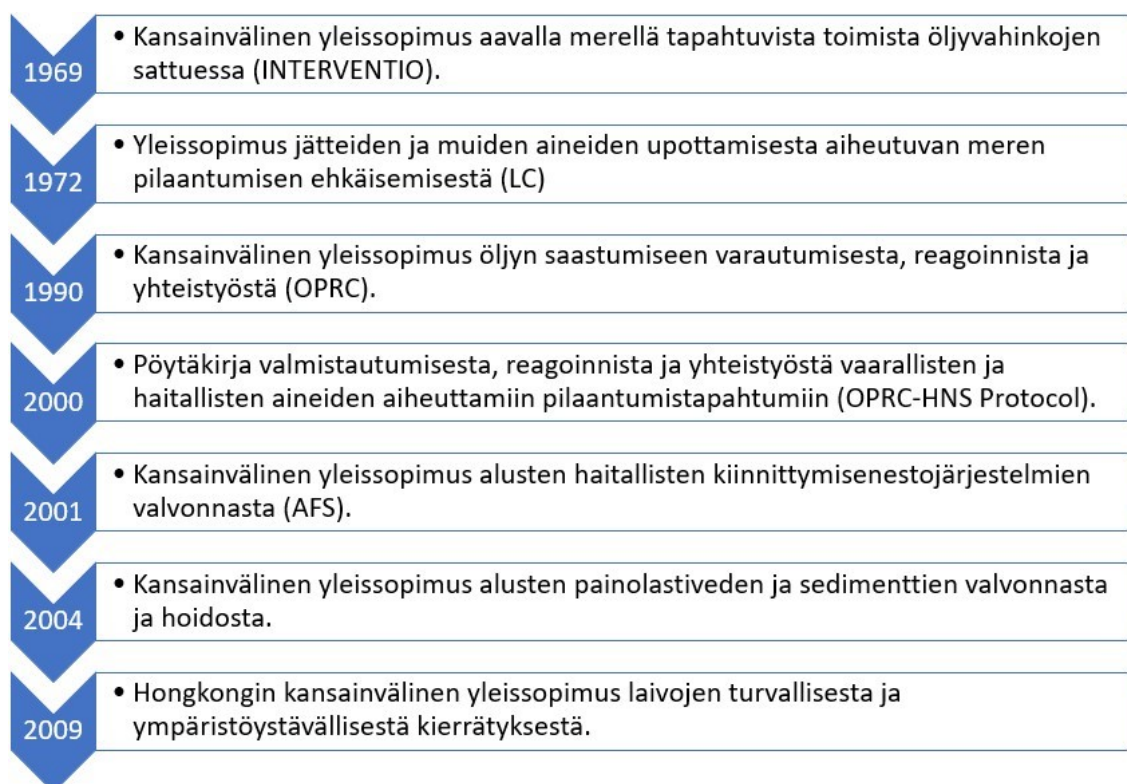 1969
• Kansainvälinen yleissopimus aavalla merellä tapahtuvista toimista öljyvahinkojen
sattuessa (INTERVENTIO).
1972
• Yleissopimus jätteiden ja muiden aineiden upottamisesta aiheutuvan meren
pilaantumisen ehkäisemisestä (LC)
1990
• Kansainvälinen yleissopimus öljyn saastumiseen varautumisesta, reagoinnista ja
yhteistyöstä (OPRC).
2000
• Pöytäkirja valmistautumisesta, reagoinnista ja yhteistyöstä vaarallisten ja
haitallisten aineiden aiheuttamiin pilaantumistapahtumiin (OPRC-HNS Protocol).
2001
• Kansainvälinen yleissopimus alusten haitallisten kiinnittymisenestojärjestelmien
valvonnasta (AFS).
2004
• Kansainvälinen yleissopimus alusten painolastiveden ja sedimenttien valvonnasta
ja hoidosta.
2009
• Hongkongin kansainvälinen yleissopimus laivojen turvallisesta ja
ympäristöystävällisestä kierrätyksestä.